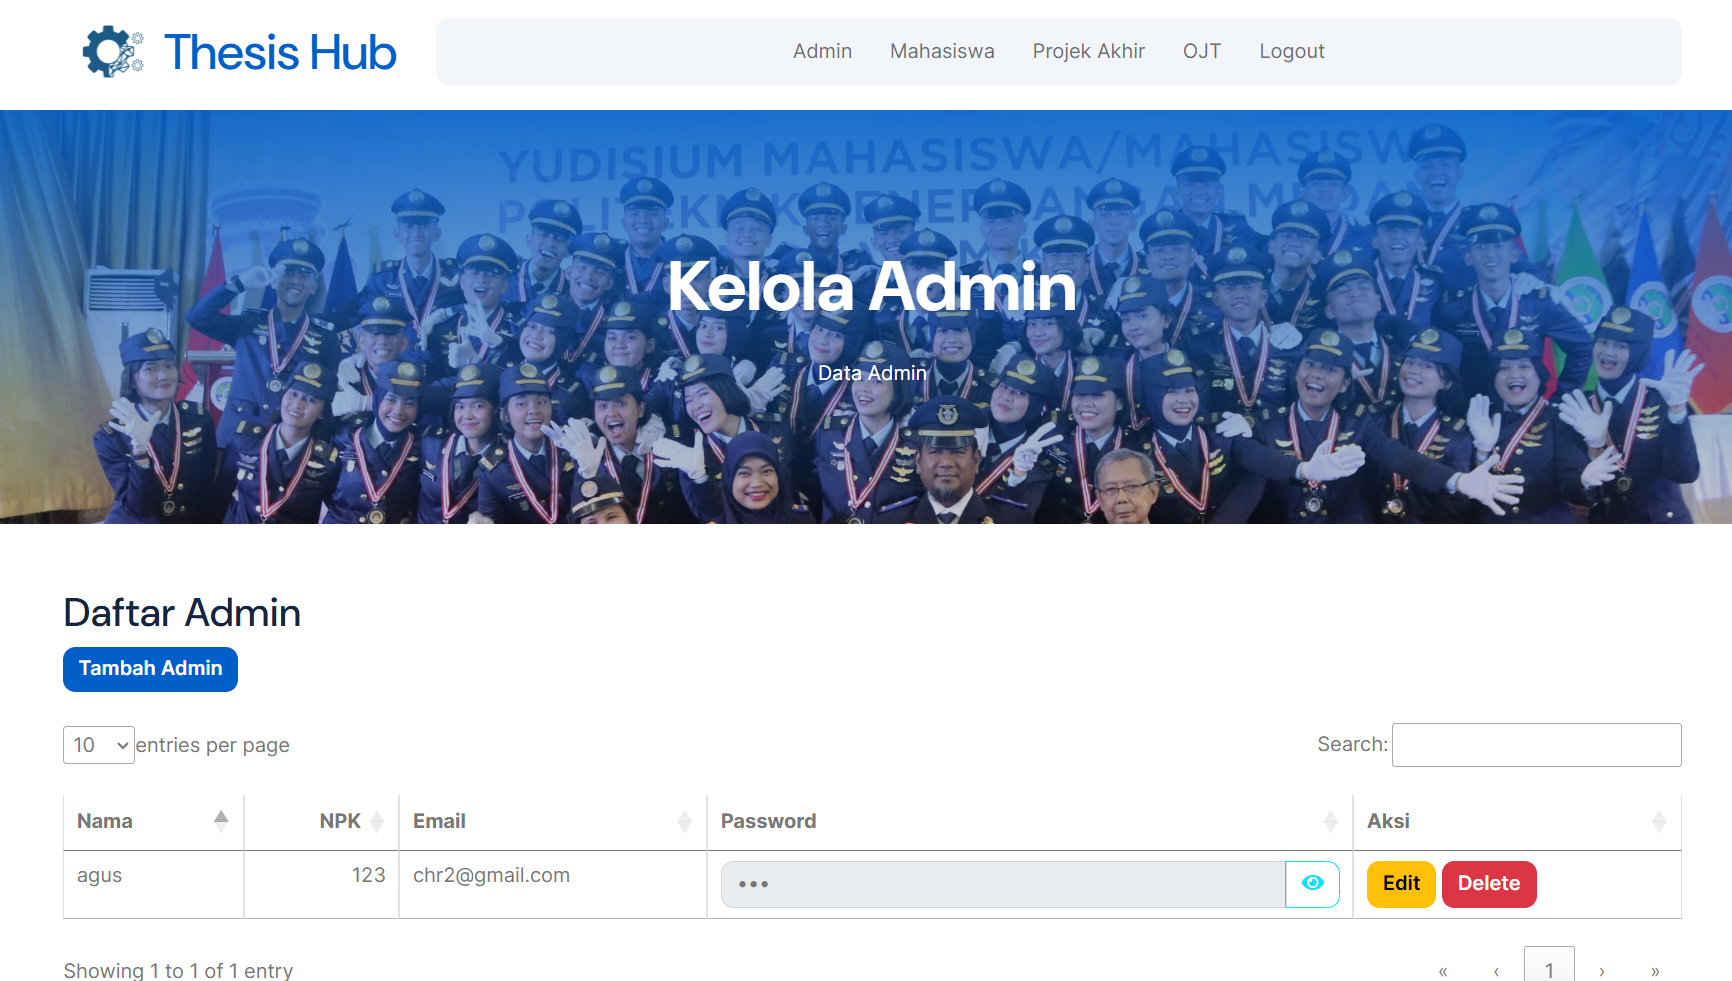 Thesis Hub
Admin Mahasiswa Projek Akhir OJT Logout
YUDISIUM MAHASISWA/MAHASISW
Kelola Admin
Data Admin
Daftar Admin
Tambah Admin
10 entries per page
Search:
Nama NPK Email Password Aksi
agus 123 chr2@gmail.com ••• Edit Delete
Showing 1 to 1 of 1 entry
« ‹ 1 › »